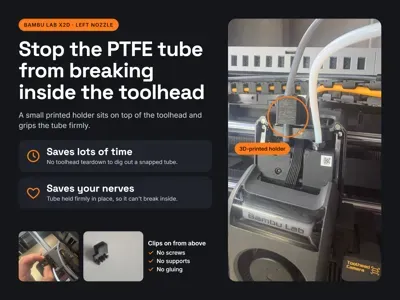 BAMBU LAB X2D · LEFT NOZZLE
Stop the PTFE tube
from breaking
inside the toolhead
A small printed holder sits on top of the toolhead and
grips the tube firmly.
Saves lots of time
No toolhead teardown to dig out a snapped tube.
Saves your nerves
Tube held firmly in place, so it can't break inside.
Clips on from above
No screws
No supports
No gluing
3D-printed holder
Bambu Lab
Toolhead
Camera